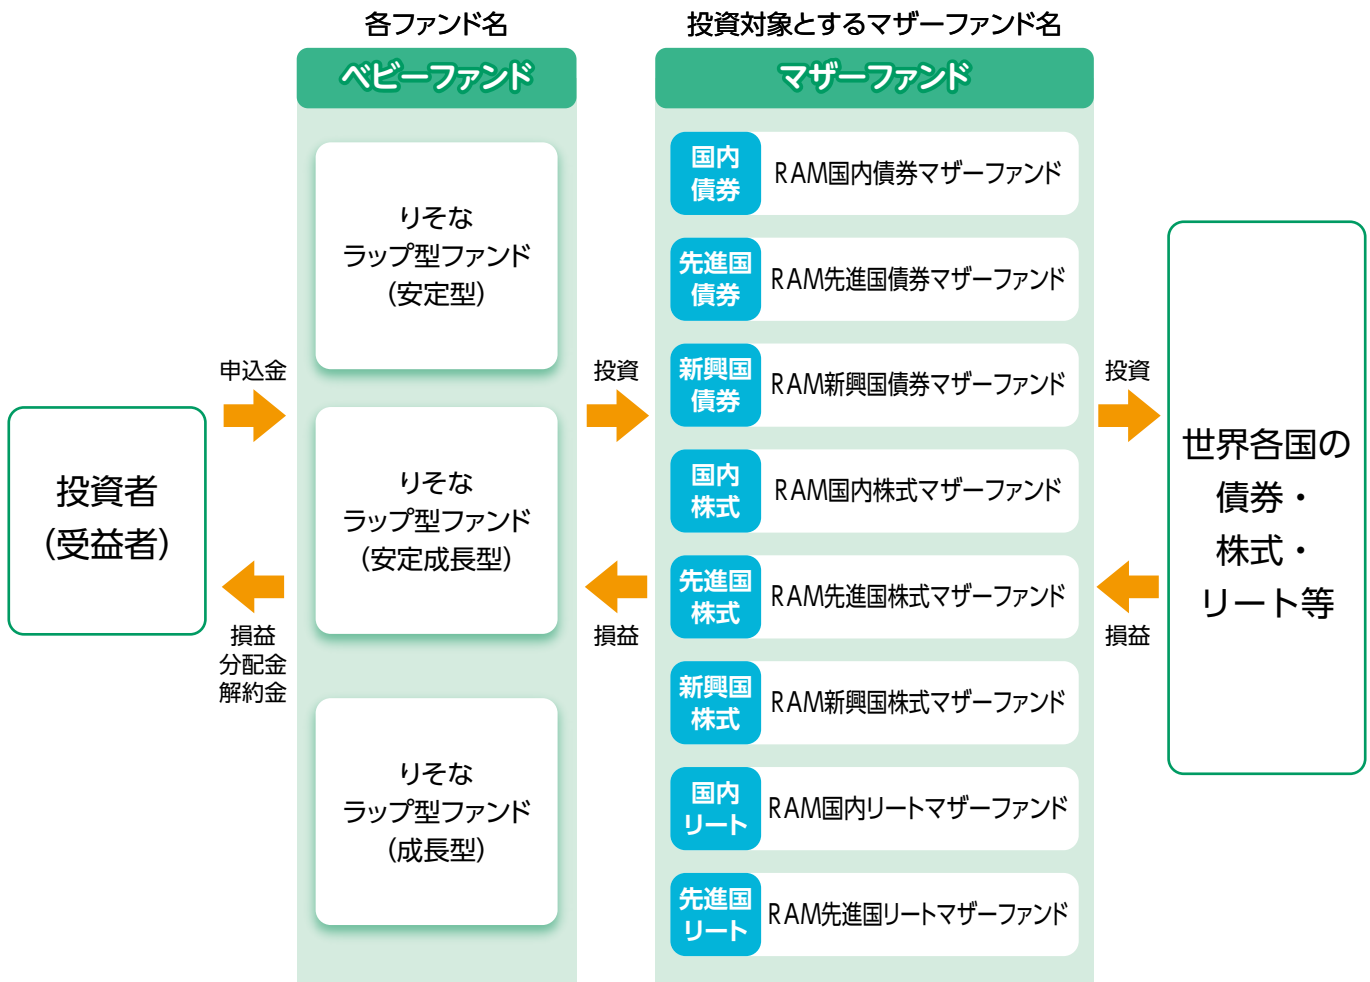 各ファンド名
ベビーファンド
りそな
ラップ型ファンド
(安定型)
りそな
ラップ型ファンド
(安定成長型)
りそな
ラップ型ファンド
(成長型)
投資対象とするマザーファンド名
マザーファンド
国内
債券
RAM国内債券マザーファンド
先進国
債券
RAM先進国債券マザーファンド
新興国
債券
RAM新興国債券マザーファンド
国内
株式
RAM国内株式マザーファンド
先進国
株式
RAM先進国株式マザーファンド
新興国
株式
RAM新興国株式マザーファンド
国内
リート
RAM国内リートマザーファンド
先進国
リート
RAM先進国リートマザーファンド
投資者
(受益者)
申込金
損益
分配金
解約金
投資
損益
投資
損益
世界各国の
債券・
株式・
リート等